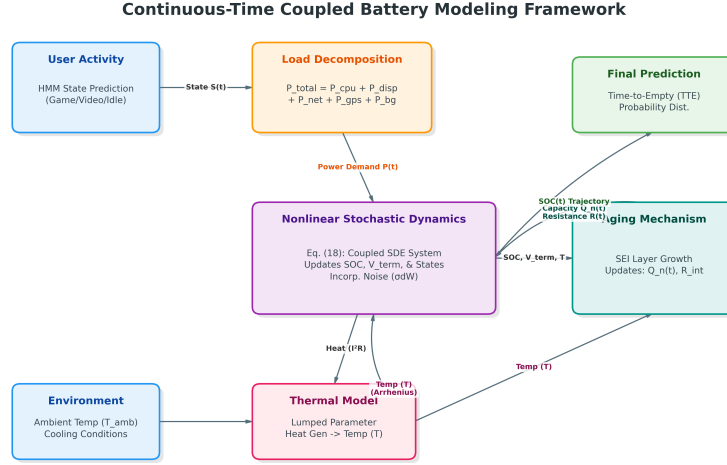 Continuous-Time Coupled Battery Modeling Framework
User Activity
HMM State Prediction
(Game/Video/Idle)
State S(t)
Load Decomposition
P_total = P_cpu + P_disp
+ P_net + P_gps + P_bg
Final Prediction
Time-to-Empty (TTE)
Probability Dist.
Power Demand P(t)
Nonlinear Stochastic Dynamics
Eq. (18): Coupled SDE System
Updates SOC, V_term, & States
Incorp. Noise (σdW)
SOC(t) Trajectory
Capacity Q_n(t)
Resistance R(t)
SOC, V_term, T
Aging Mechanism
SEI Layer Growth
Updates: Q_n(t), R_int
Heat (I²R)
Temp (T)
(Arrhenius)
Temp (T)
Environment
Ambient Temp (T_amb)
Cooling Conditions
Thermal Model
Lumped Parameter
Heat Gen -> Temp (T)